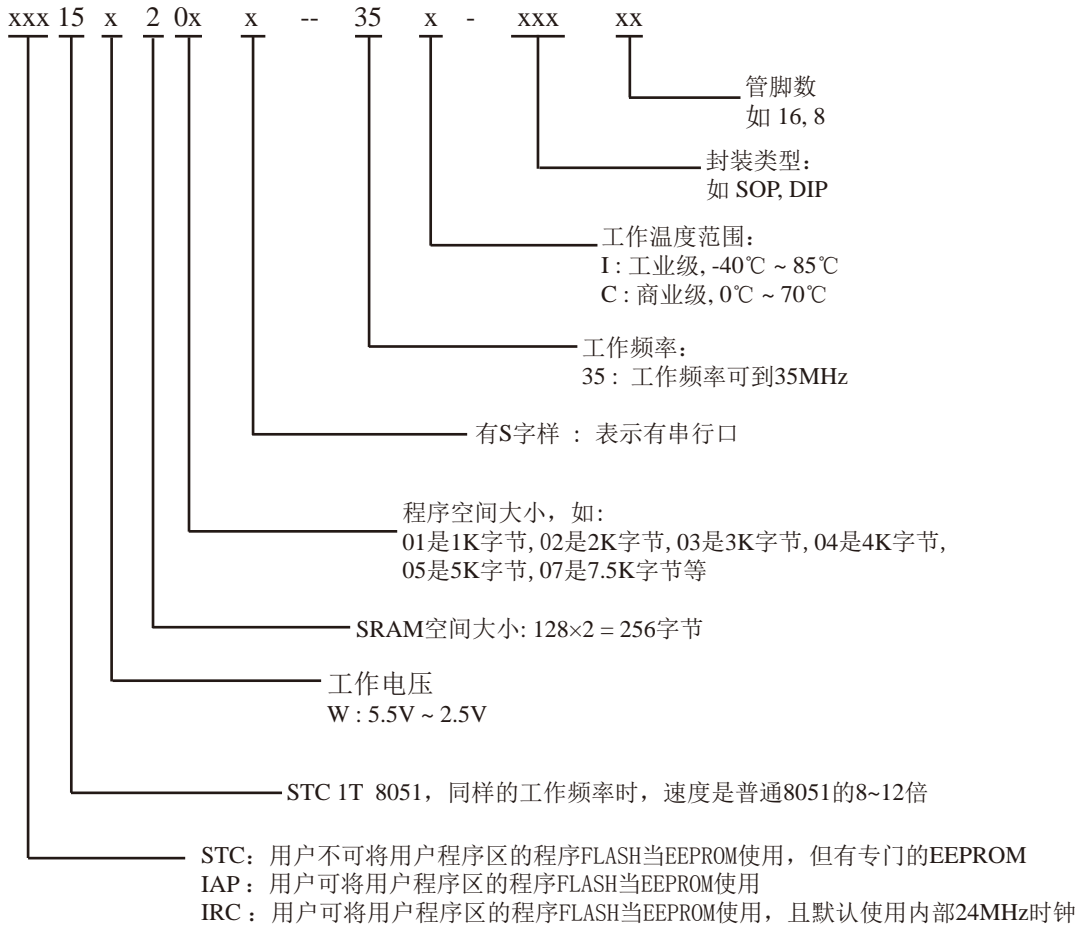 xxx 15 x 2 0x x -- 35 x - xxx xx
管脚数
如 16, 8
封装类型：
如 SOP, DIP
工作温度范围：
I : 工业级, -40℃ ~ 85℃
C : 商业级, 0℃ ~ 70℃
工作频率：
35 : 工作频率可到35MHz
有S字样 : 表示有串行口
程序空间大小，如:
01是1K字节, 02是2K字节, 03是3K字节, 04是4K字节,
05是5K字节, 07是7.5K字节等
SRAM空间大小: 128×2 = 256字节
工作电压
W : 5.5V ~ 2.5V
STC 1T 8051，同样的工作频率时，速度是普通8051的8~12倍
STC：用户不可将用户程序区的程序FLASH当EEPROM使用，但有专门的EEPROM
IAP：用户可将用户程序区的程序FLASH当EEPROM使用
IRC：用户可将用户程序区的程序FLASH当EEPROM使用，且默认使用内部24MHz时钟